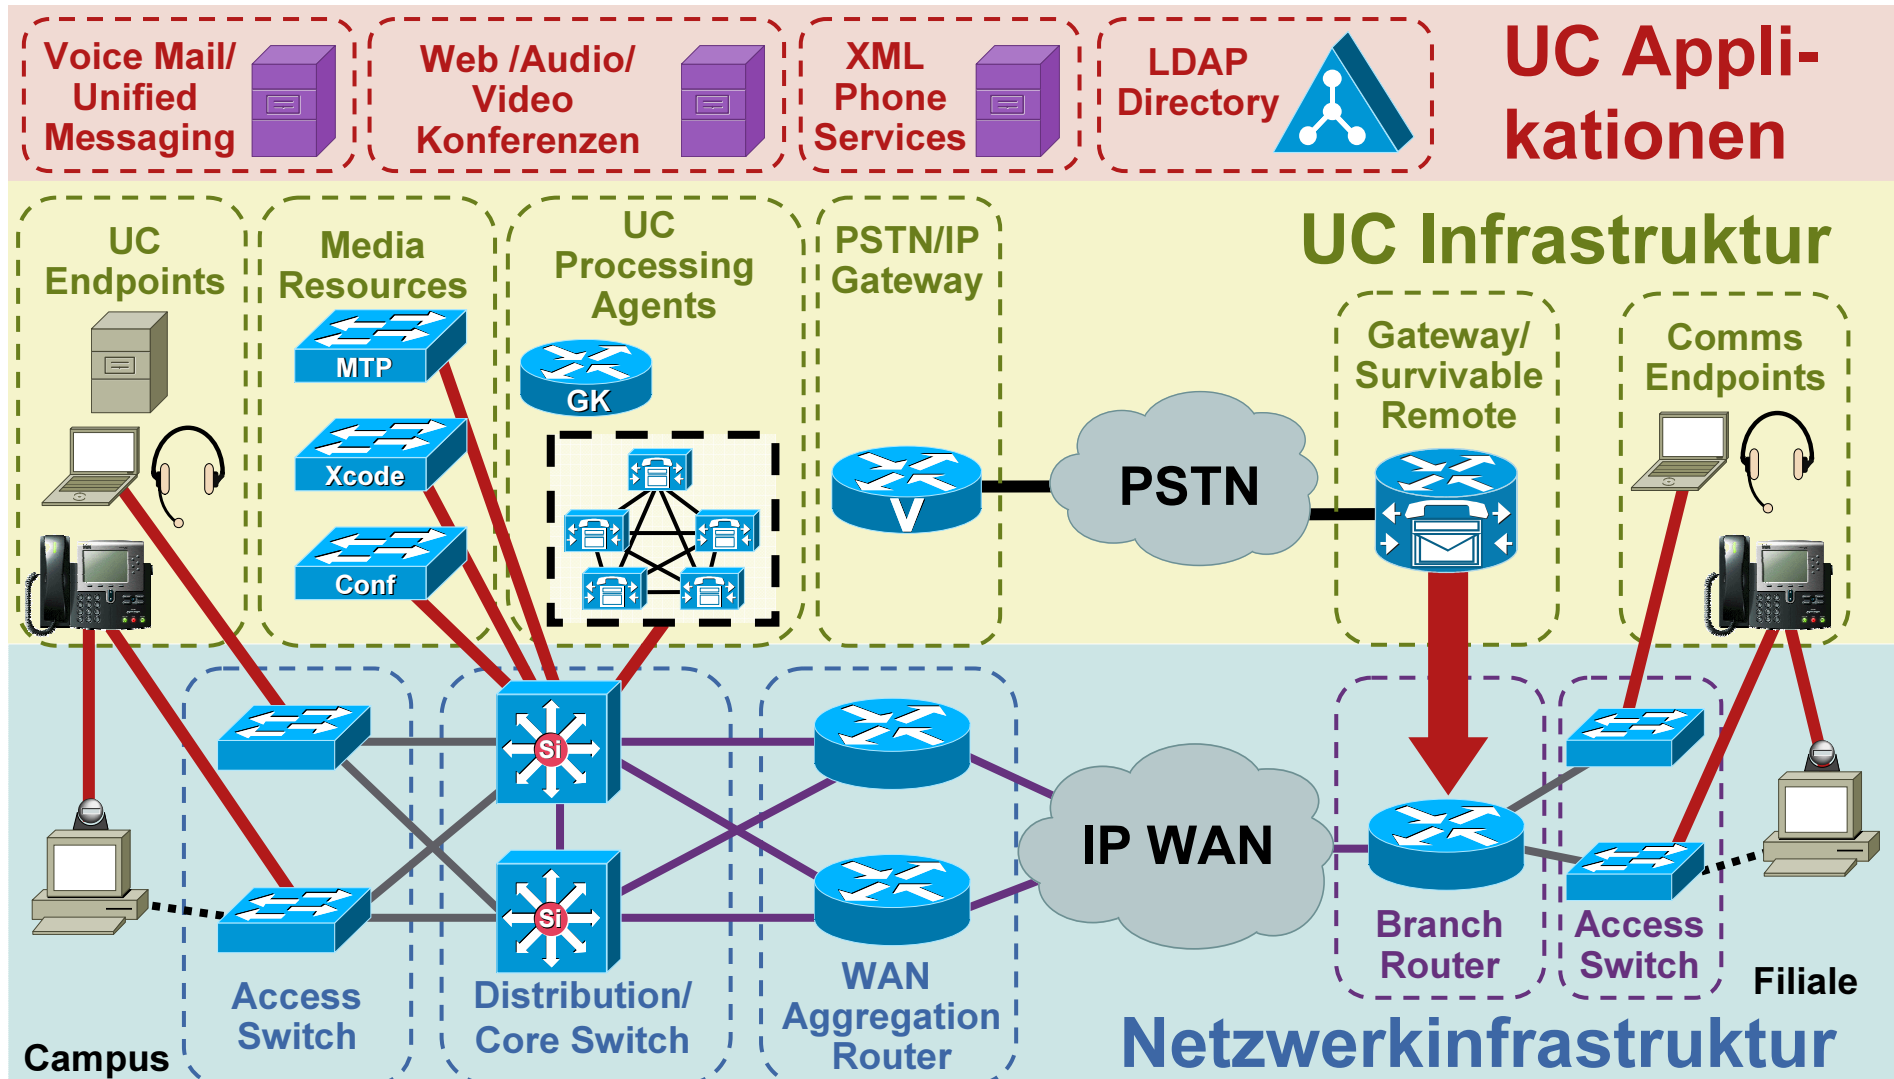 Voice Mail/
Unified
Messaging
Web /Audio/
Video
Konferenzen
XML
Phone
Services
LDAP
Directory
UC Appli-
kationen
UC
Endpoints
Media
Resources
MTP
Xcode
Conf
UC
Processing
Agents
GK
PSTN/IP
Gateway
V
PSTN
UC Infrastruktur
Gateway/
Survivable
Remote
Comms
Endpoints
Si
Si
IP WAN
Access
Switch
Distribution/
Core Switch
WAN
Aggregation
Router
Branch
Router
Access
Switch
Campus
Filiale
Netzwerkinfrastruktur